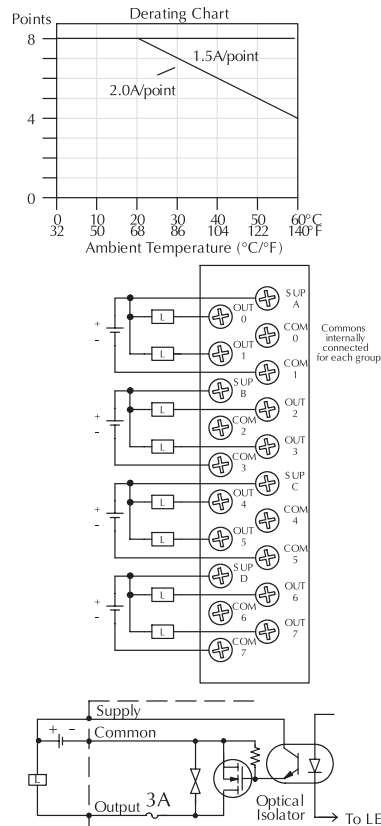 Derating Chart
Points
8
1.5A/point
2.0A/point
4
0
0 10 20 30 40 50 60°C
32 50 68 86 104 122 140°F
Ambient Temperature (°C/°F)
SUP
A
OUT
0
+
-
L
COM
0
Commons
internally
connected
for each group
OUT
1
L
COM
1
SUP
B
OUT
2
+
-
L
COM
2
OUT
3
L
COM
3
SUP
C
OUT
4
+
-
L
COM
4
OUT
5
L
COM
5
SUP
D
OUT
6
+
-
L
COM
6
OUT
7
L
COM
7
Supply
+ -
Common
L
Output 3A
Optical
Isolator
To LE